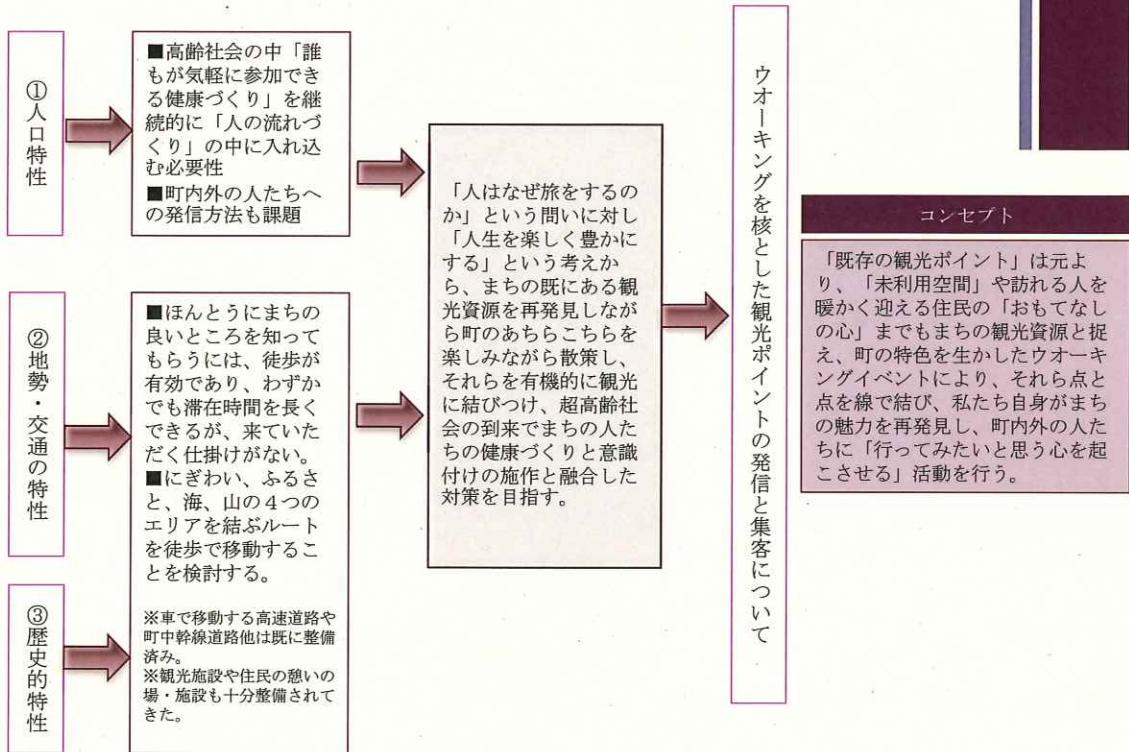 ①人口特性
■高齢社会の中「誰
もが気軽に参加でき
る健康づくり」を継
続的に「人の流れづ
くり」の中に入れ込
む必要性
■町内外の人たちへ
の発信方法も課題
②地勢・交通の特性
③歴史的特性
■ほんとうにまちの
良いところを知って
もらうには、徒歩が
有効であり、わずか
でも滞在時間を長く
できるが、来ていた
だく仕掛けがない。
■にぎわい、ふるさ
と、海、山の４つの
エリアを結ぶルート
を徒歩で移動するこ
とを検討する。
※車で移動する高速道路や
町中幹線道路他は既に整備
済み。
※観光施設や住民の憩いの
場・施設も十分整備されて
きた。
「人はなぜ旅をするの
か」という問いに対し
「人生を楽しく豊かに
する」という考えか
ら、まちの既にある観
光資源を再発見しなが
ら町のあちらこちらを
楽しみながら散策し、
それらを有機的に観光
に結びつけ、超高齢社
会の到来でまちの人た
ちの健康づくりと意識
付けの施作と融合した
対策を目指す。
ウオーキングを核とした観光ポイントの発信と集客について
コンセプト
「既存の観光ポイント」は元よ
り、「未利用空間」や訪れる人を
暖かく迎える住民の「おもてなし
の心」までもまちの観光資源と捉
え、町の特色を生かしたウオーキ
ングイベントにより、それら点と
点を線で結び、私たち自身がまち
の魅力を再発見し、町内外の人た
ちに「行ってみたいと思う心を起
こさせる」活動を行う。